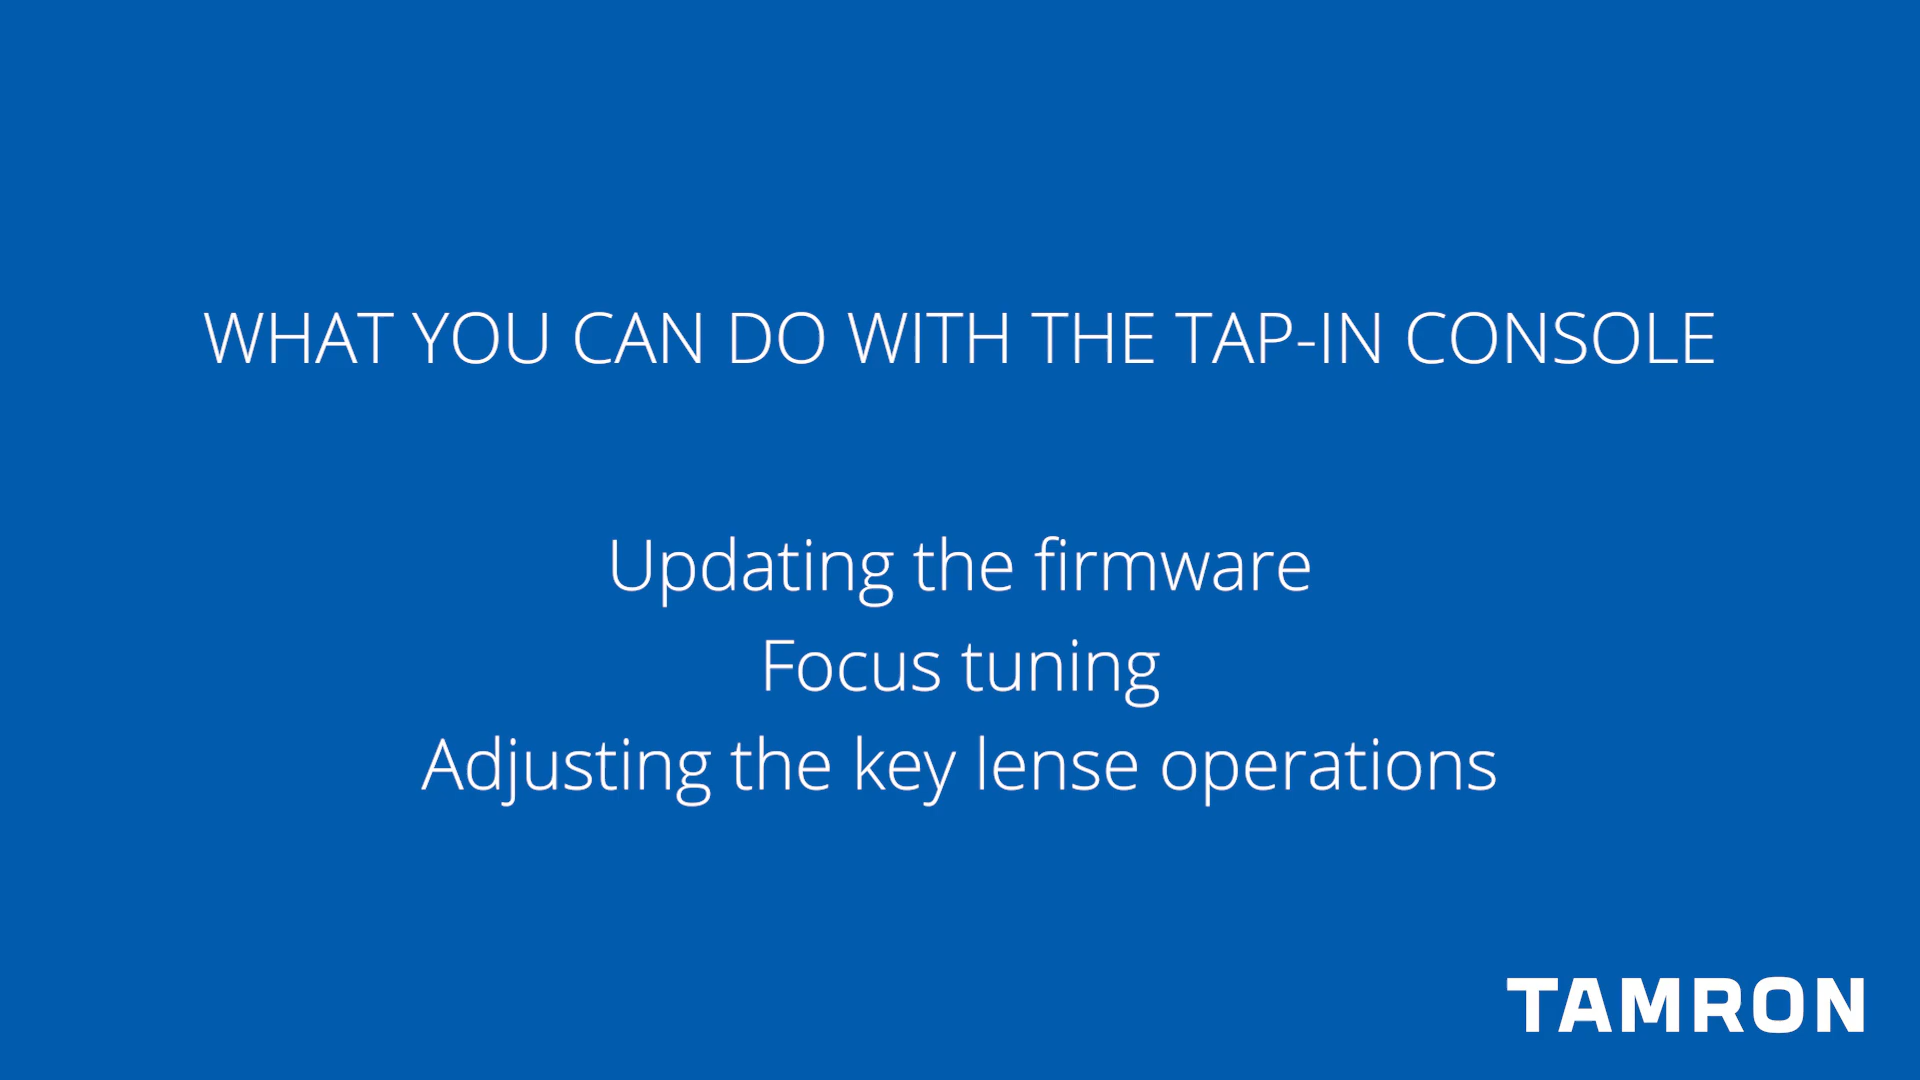 WHAT YOU CAN DO WITH THE TAP-IN CONSOLE
Updating the firmware
Focus tuning
Adjusting the key lense operations
TAMRON